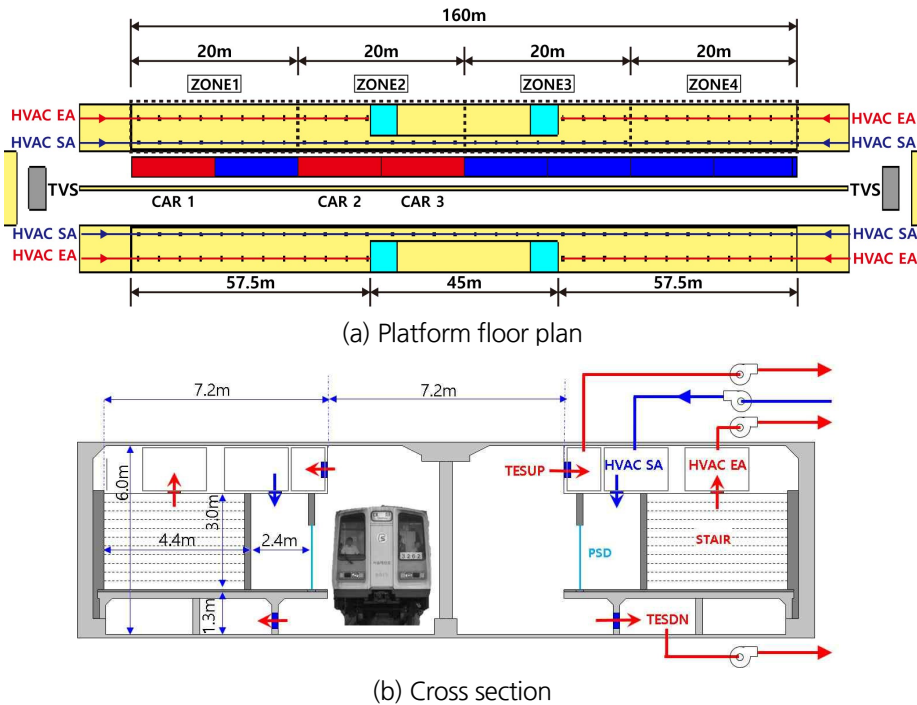 160m
20m 20m 20m 20m
ZONE1 ZONE2 ZONE3 ZONE4
HVAC EA HVAC EA
HVAC SA HVAC SA
TVS TVS
CAR 1 CAR 2 CAR 3
HVAC SA HVAC SA
HVAC EA HVAC EA
57.5m 45m 57.5m
(a) Platform floor plan
7.2m 7.2m
TESUP HVAC SA HVAC EA
6.0m
3.0m
4.4m 2.4m PSD STAIR
1.3m
TESDN
(b) Cross section